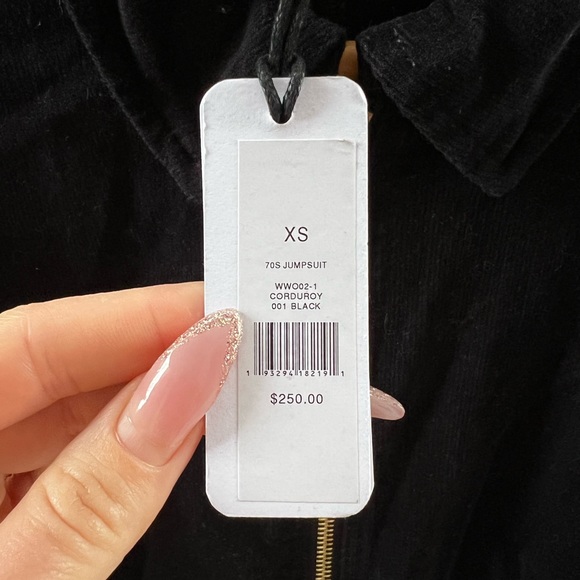 XS
70S JUMPSUIT
WWO02-1
CORDUROY
001 BLACK
1 93294 18219 1
$250.00